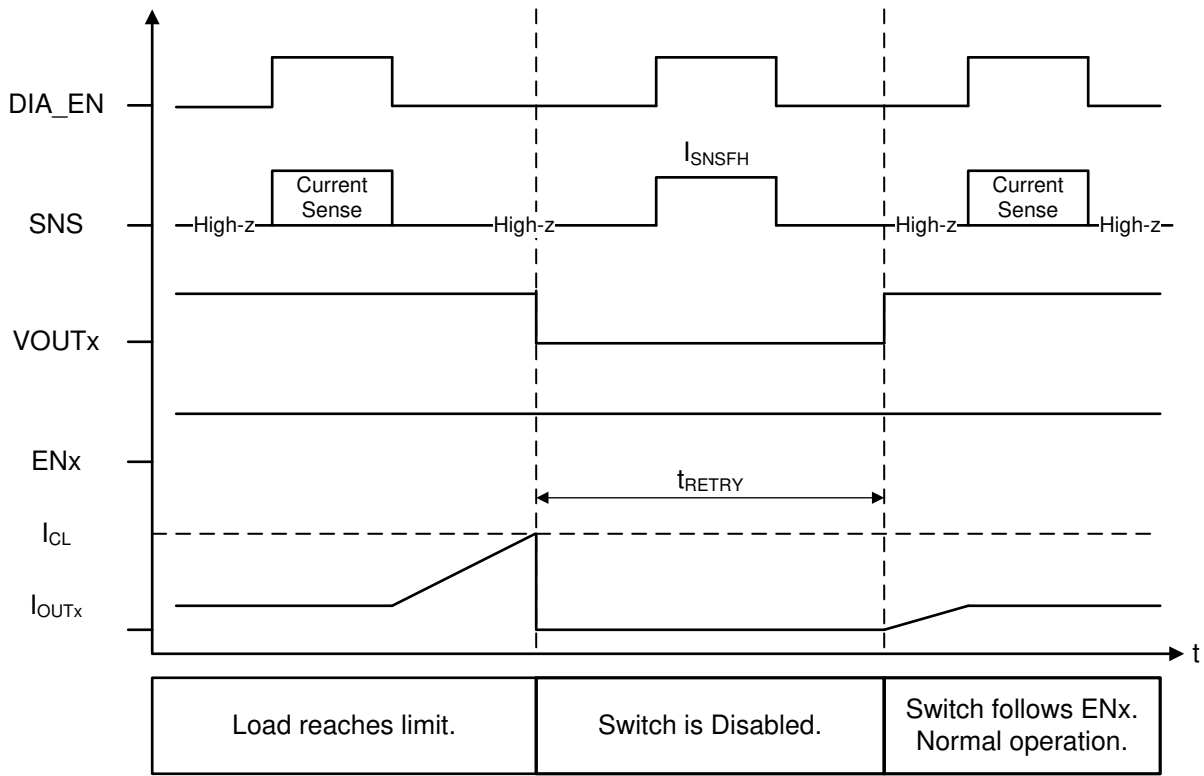 DIA_EN
I_SNSFH
Current
Sense
Current
Sense
SNS
High-z
High-z
High-z
High-z
VOUTx
ENx
t_RETRY
I_CL
I_OUTx
t
Load reaches limit.
Switch is Disabled.
Switch follows ENx.
Normal operation.